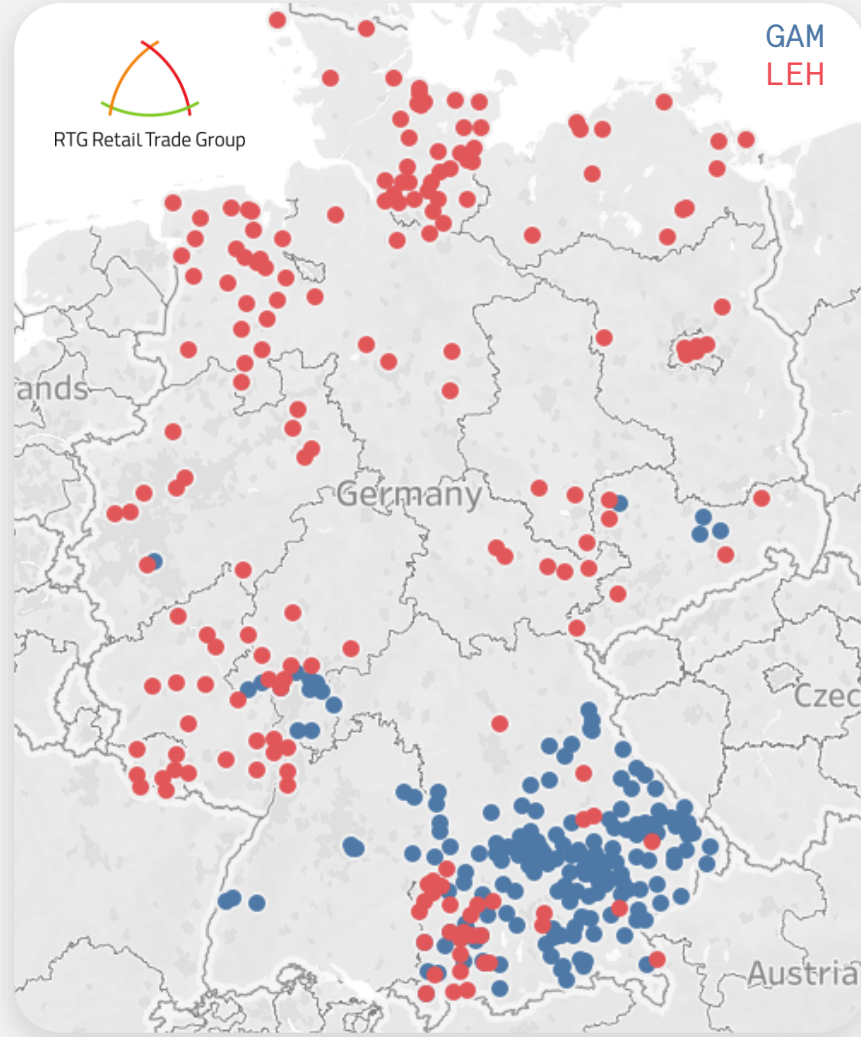 GAM
LEH
RTG Retail Trade Group
ands
Germany
Czec
Austria